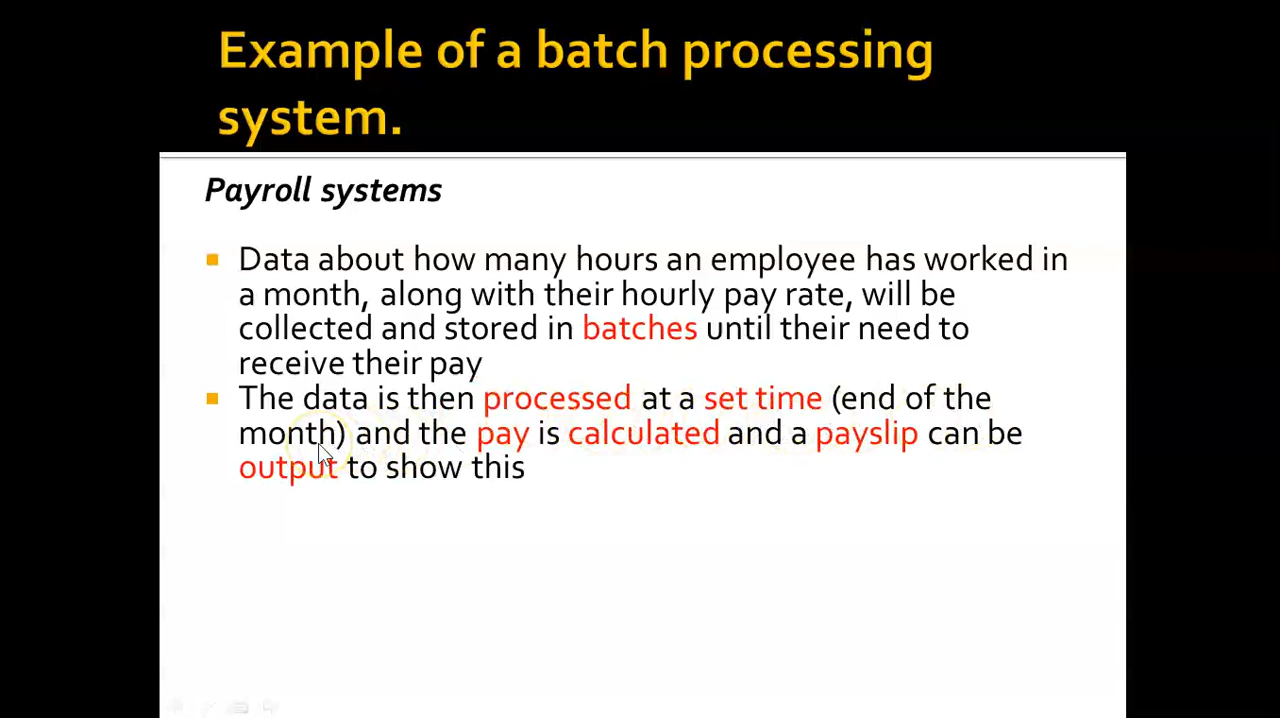 Example of a batch processing
system.
Payroll systems
Data about how many hours an employee has worked in
a month, along with their hourly pay rate, will be
collected and stored in batches until their need to
receive their pay
The data is then processed at a set time (end of the
month) and the pay is calculated and a payslip can be
output to show this